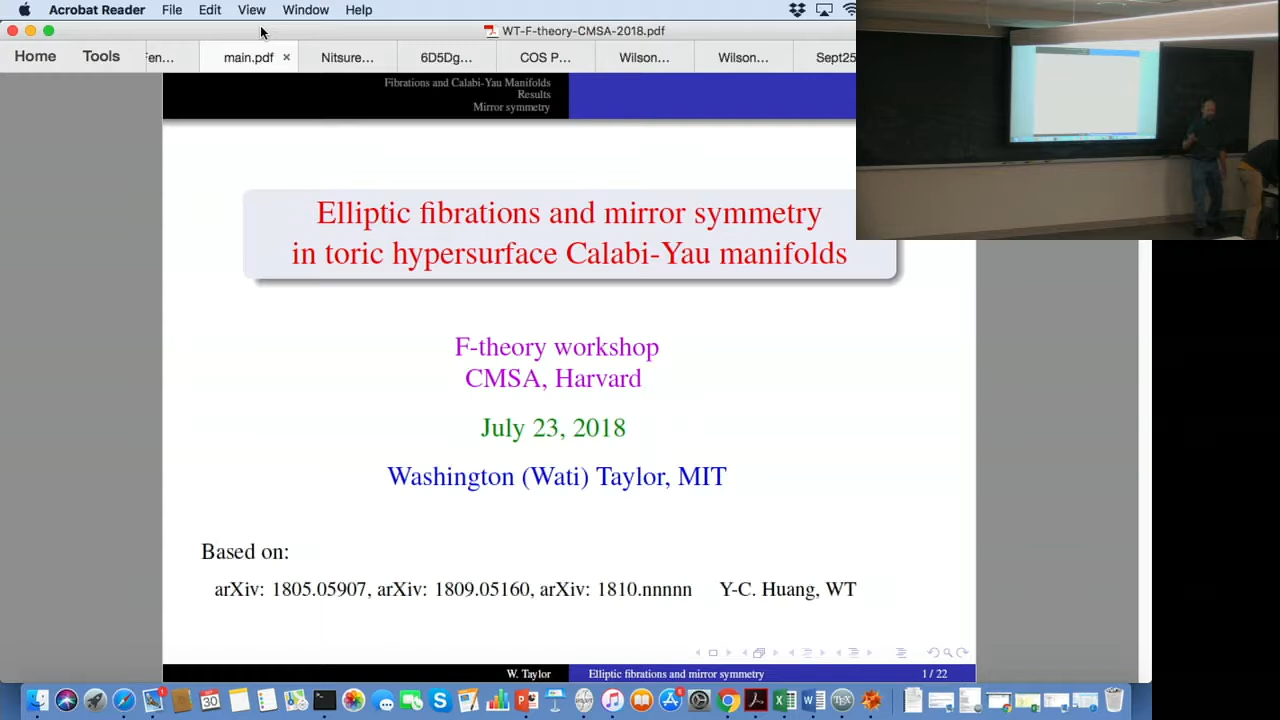 Acrobat Reader File Edit View Window Help
WT-F-theory-CMSA-2018.pdf
Home Tools en... main.pdf × Nitsure... 6D5Dg... COS P... Wilson... Wilson... Sept25
Fibrations and Calabi-Yau Manifolds
Results
Mirror symmetry
Elliptic fibrations and mirror symmetry
in toric hypersurface Calabi-Yau manifolds
F-theory workshop
CMSA, Harvard
July 23, 2018
Washington (Wati) Taylor, MIT
Based on:
arXiv: 1805.05907, arXiv: 1809.05160, arXiv: 1810.nnnnn Y-C. Huang, WT
W. Taylor Elliptic fibrations and mirror symmetry 1 / 22
30